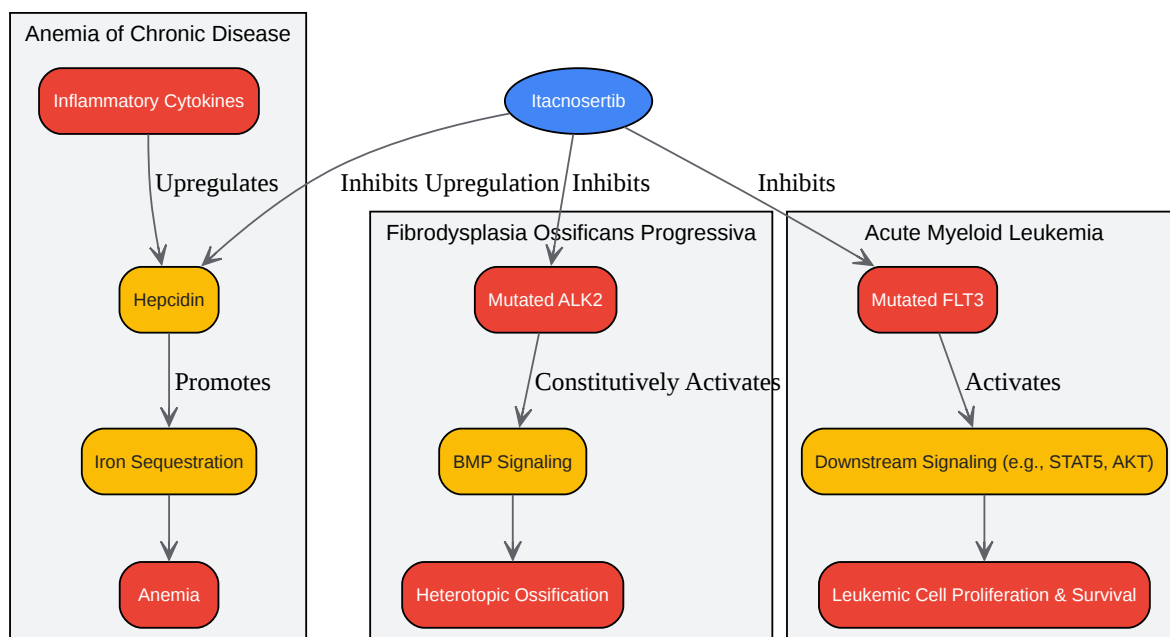 Anemia of Chronic Disease
Inflammatory Cytokines
Itacnosertib
Upregulates
Inhibits Upregulation
Inhibits
Inhibits
Fibrodysplasia Ossificans Progressiva
Acute Myeloid Leukemia
Hepcidin
Mutated ALK2
Mutated FLT3
Promotes
Constitutively Activates
Activates
Iron Sequestration
BMP Signaling
Downstream Signaling (e.g., STAT5, AKT)
Anemia
Heterotopic Ossification
Leukemic Cell Proliferation & Survival